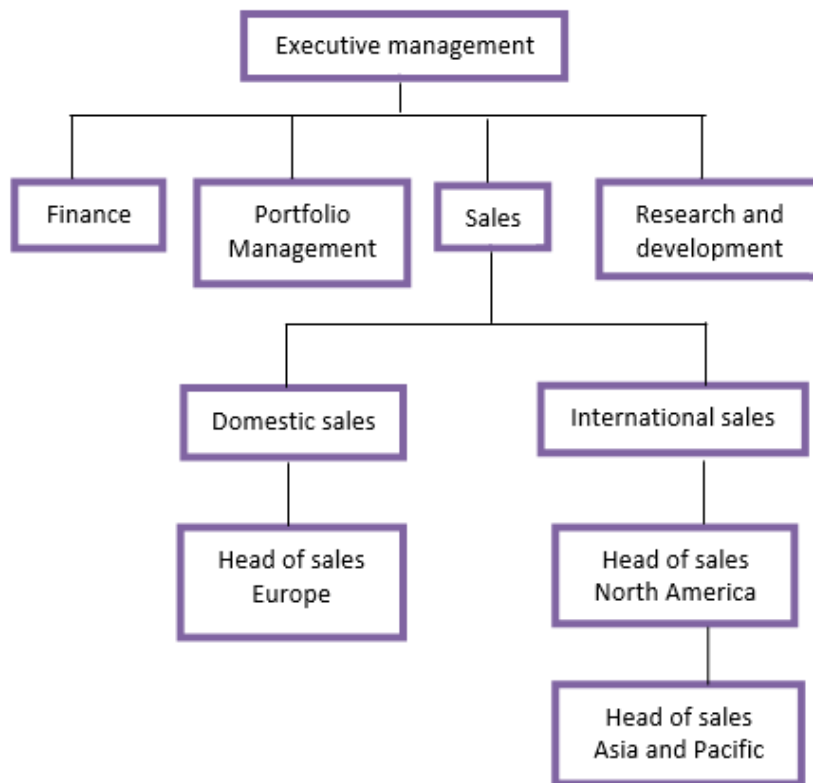 Executive management
Finance
Portfolio
Management
Sales
Research and
development
Domestic sales
International sales
Head of sales
Europe
Head of sales
North America
Head of sales
Asia and Pacific